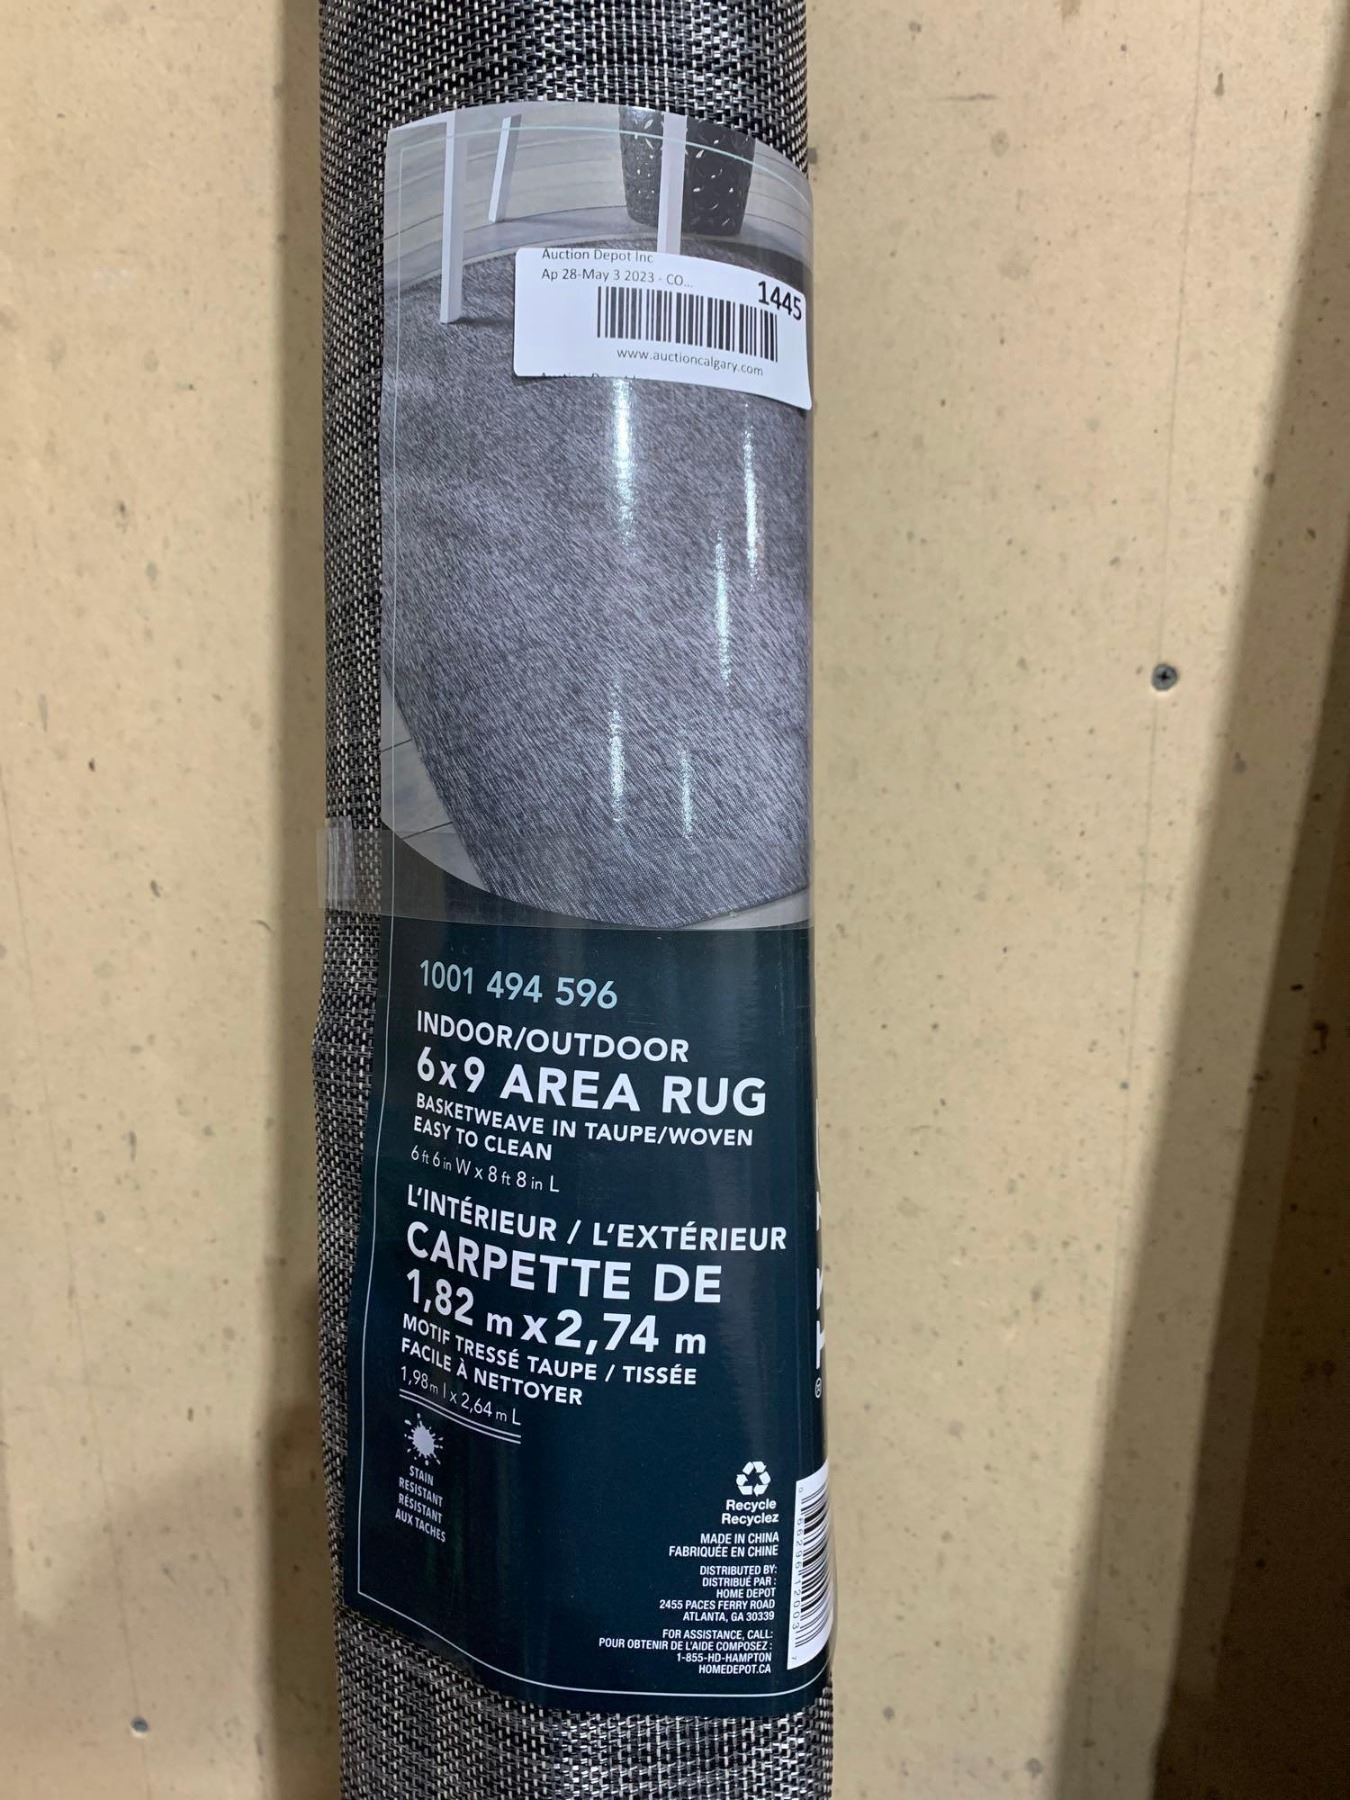 Auction Depot Inc
Ap 28-May 3 2023 - CO...
1445
www.auctioncalgary.com
1001 494 596
INDOOR/OUTDOOR
6x9 AREA RUG
BASKETWEAVE IN TAUPE/WOVEN
EASY TO CLEAN
6 ft 6 in W x 8 ft 8 in L
L'INTÉRIEUR / L'EXTÉRIEUR
CARPETTE DE
1,82 m x 2,74 m
MOTIF TRESSÉ TAUPE / TISSÉE
FACILE À NETTOYER
1,98 m l x 2,64 m L
STAIN
RESISTANT
RÉSISTANT
AUX TACHES
Recycle
Recyclez
MADE IN CHINA
FABRIQUÉE EN CHINE
DISTRIBUTED BY:
DISTRIBUÉ PAR :
HOME DEPOT
2455 PACES FERRY ROAD
ATLANTA, GA 30339
FOR ASSISTANCE, CALL:
POUR OBTENIR DE L'AIDE COMPOSEZ :
1-855-HD-HAMPTON
HOMEDEPOT.CA